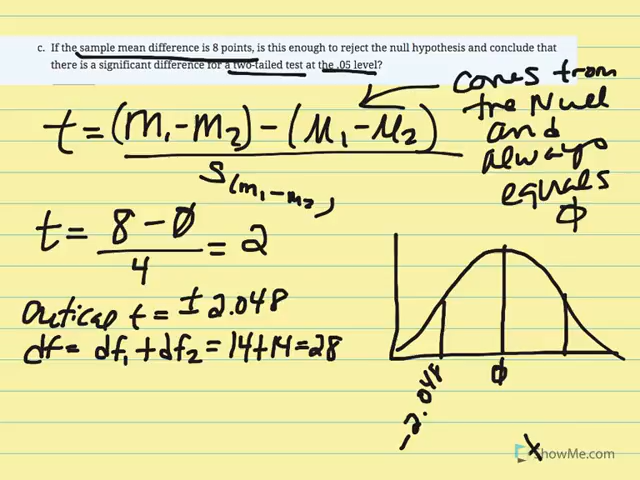 c. If the sample mean difference is 8 points, is this enough to reject the null hypothesis and conclude that
there is a significant difference for a two-tailed test at the .05 level?
comes from
the Null
and
always
equals
0
t = (M1 - M2) - (μ1 - μ2)
S(M1 - M2)
t = 8 - 0 / 4 = 2
critical t = ± 2.048
df = df1 + df2 = 14 + 14 = 28
-2.048
0
x
ShowMe.com